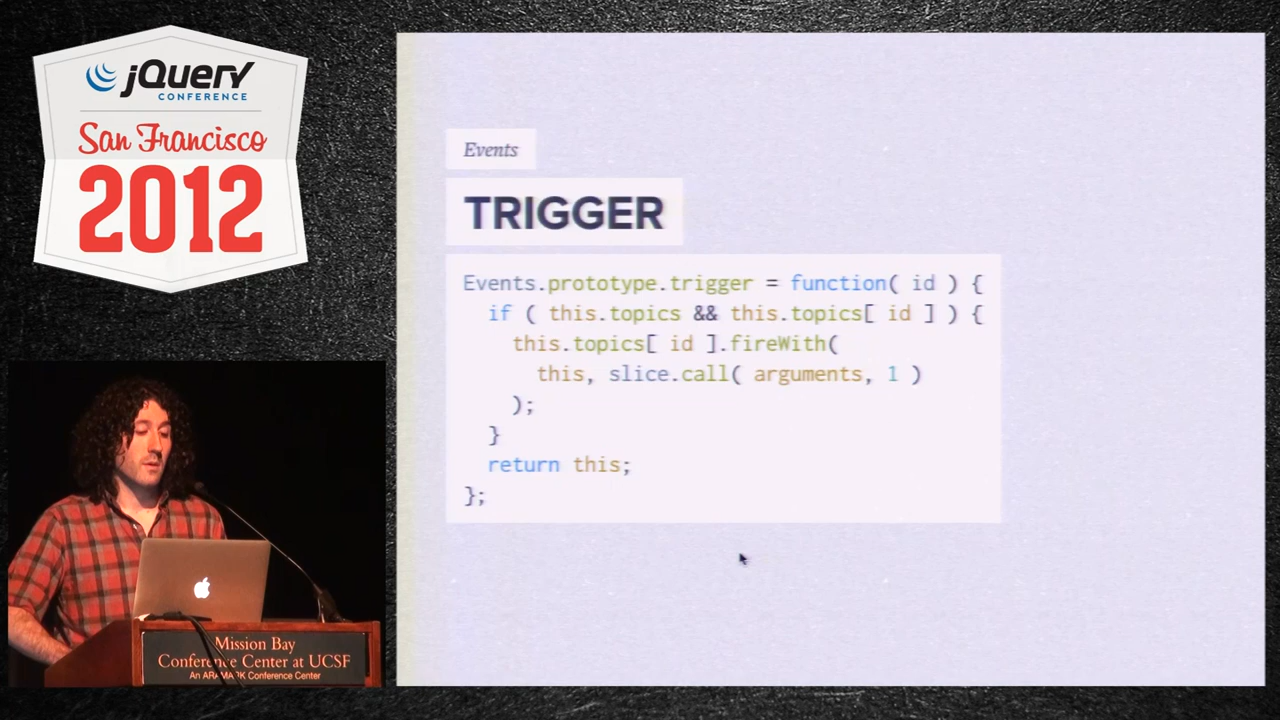 jQuery
CONFERENCE
San Francisco
2012
Events
TRIGGER
Events.prototype.trigger = function( id ) {
  if ( this.topics && this.topics[ id ] ) {
    this.topics[ id ].fireWith(
      this, slice.call( arguments, 1 )
    );
  }
  return this;
};
Mission Bay
Conference Center at UCSF
An ARAMARK Conference Center